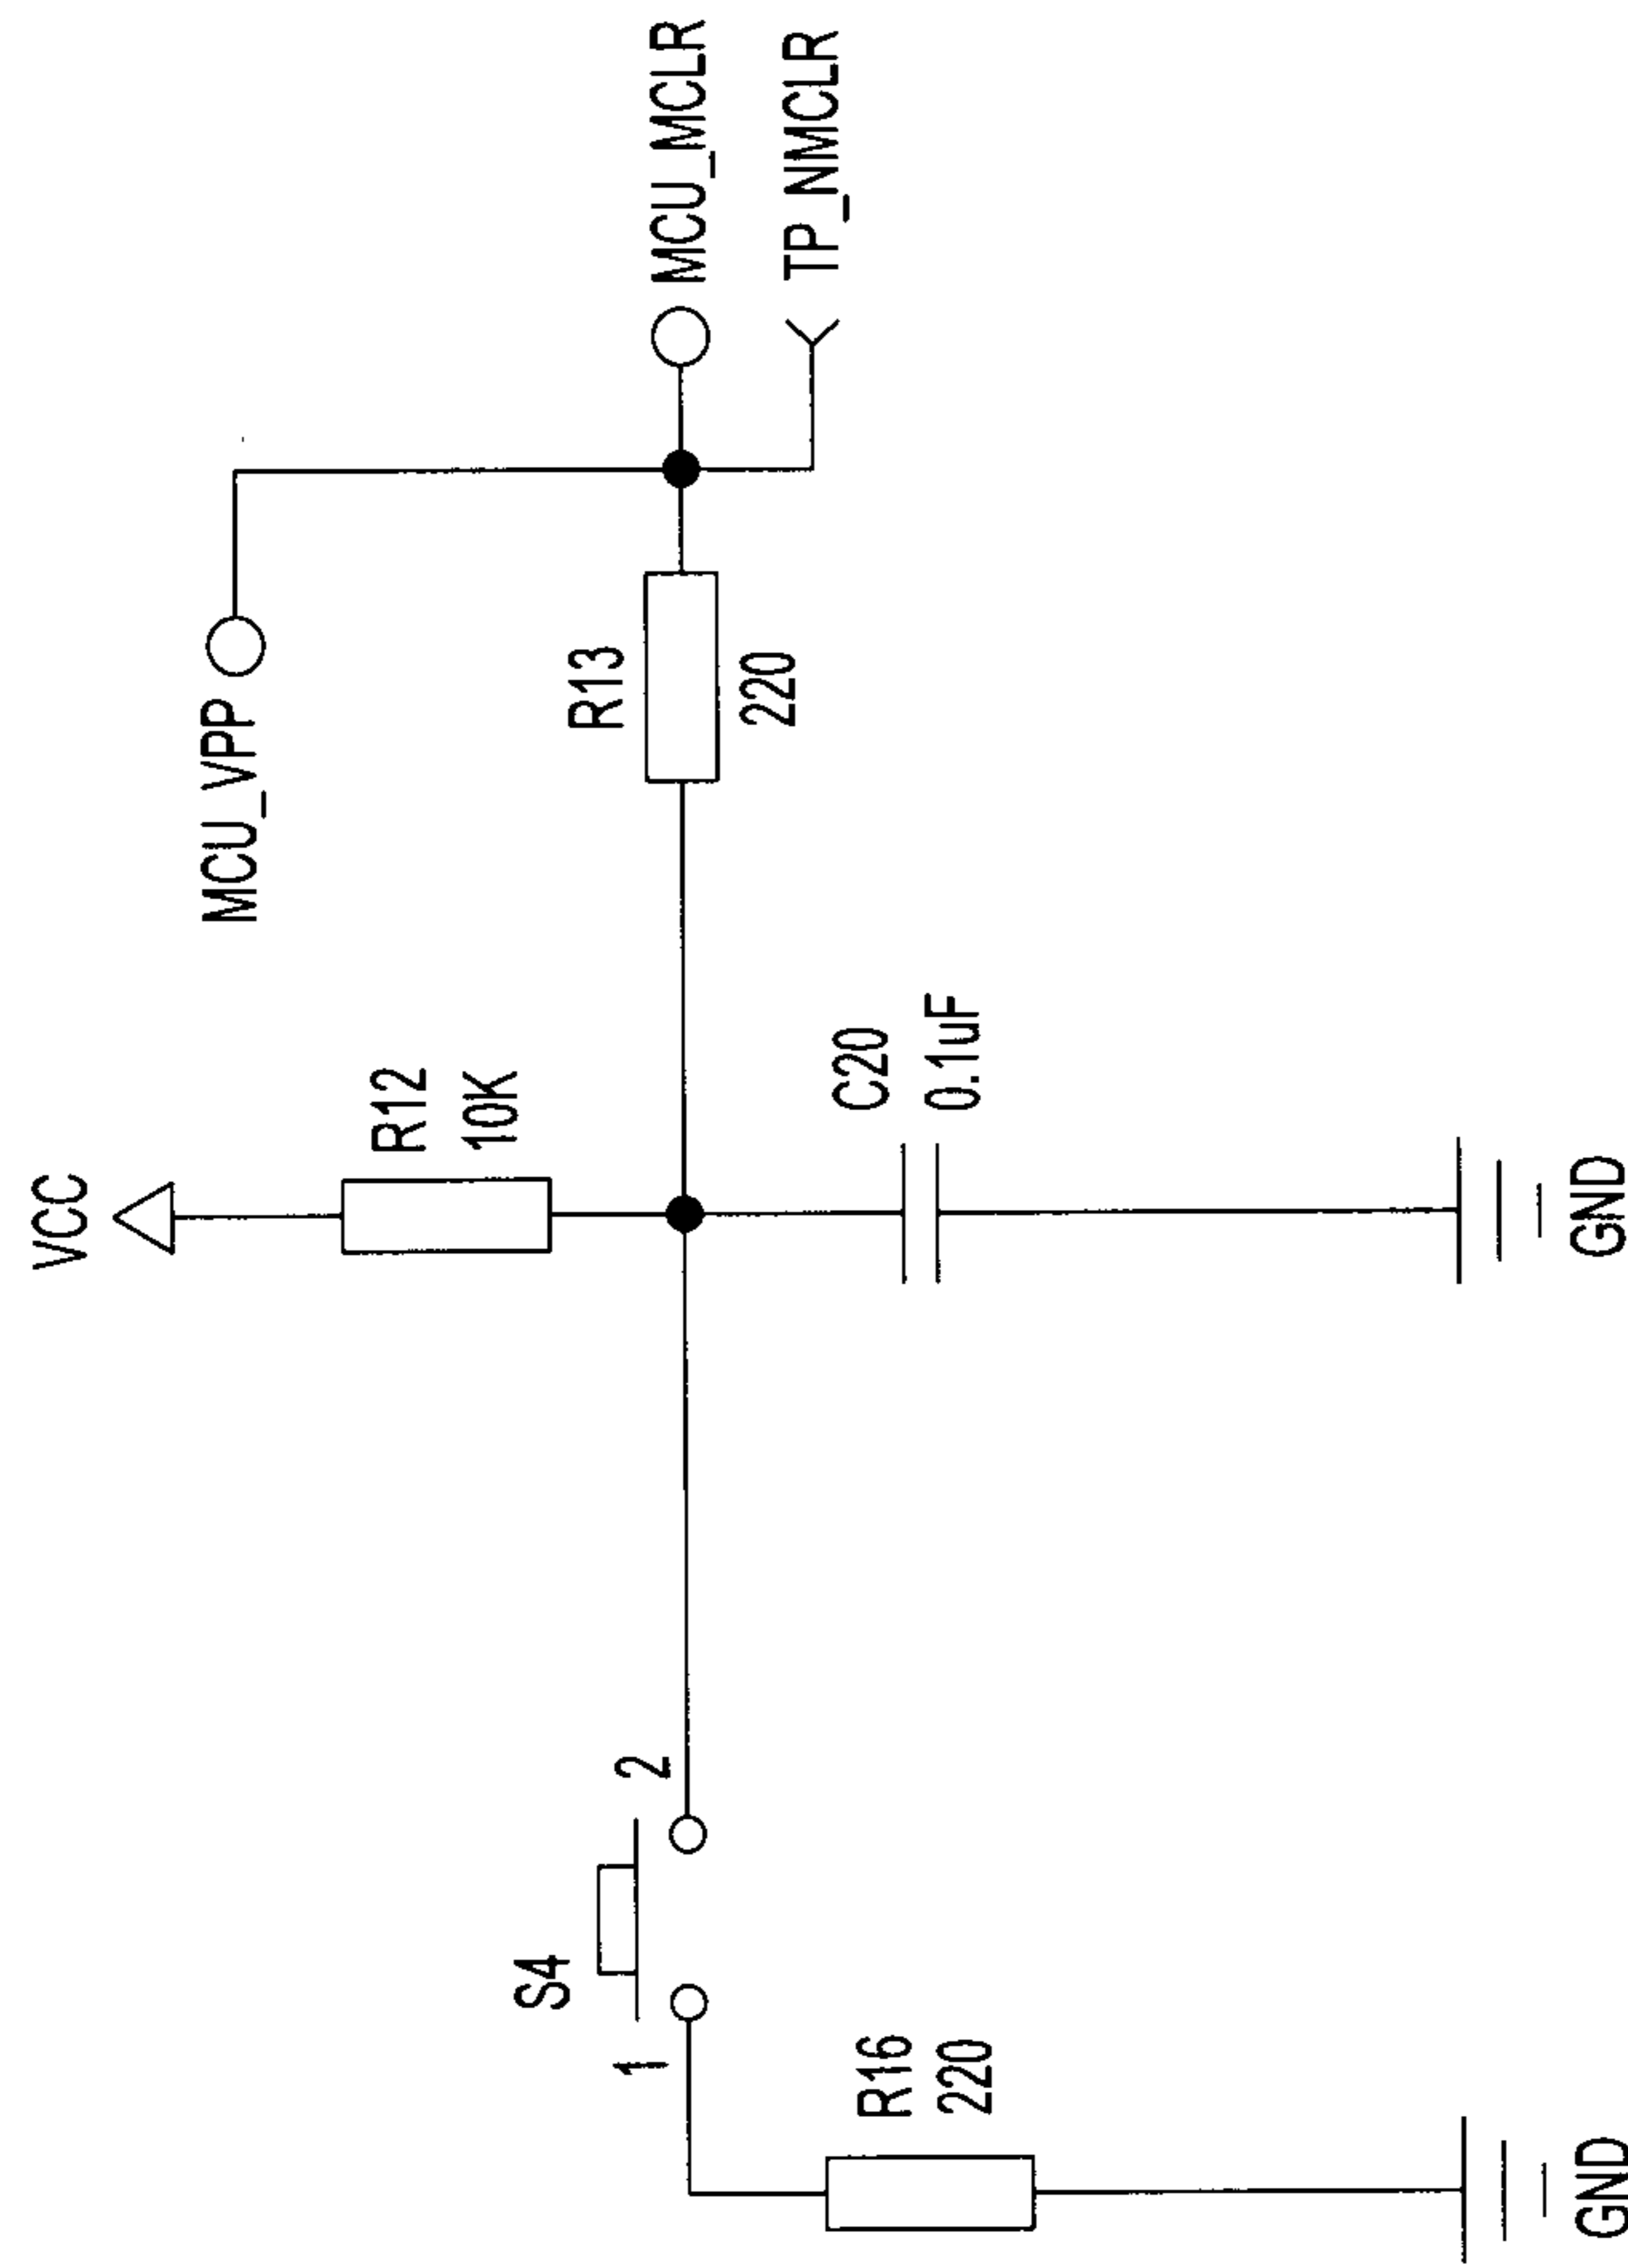 VCC
R12
10K
MCU_VPP
R13
220
MCU_MCLR
TP_NMCLR
S4
1
2
C20
0.1uF
R16
220
GND
GND